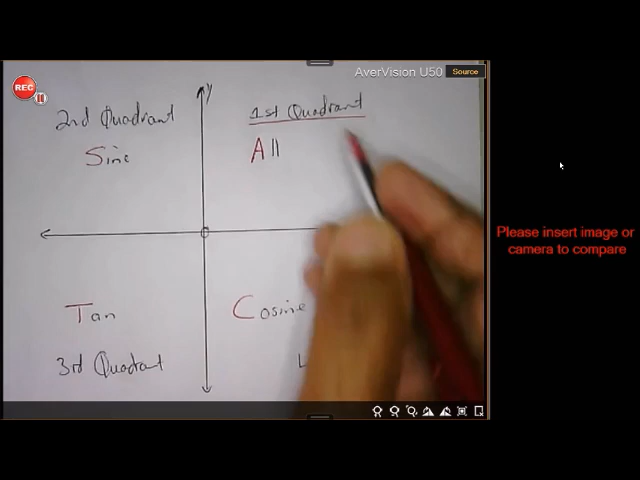 AverVision U50
Source
REC
y
2nd Quadrant
1st Quadrant
Sine
All
Please insert image or
camera to compare
Tan
Cosine
3rd Quadrant